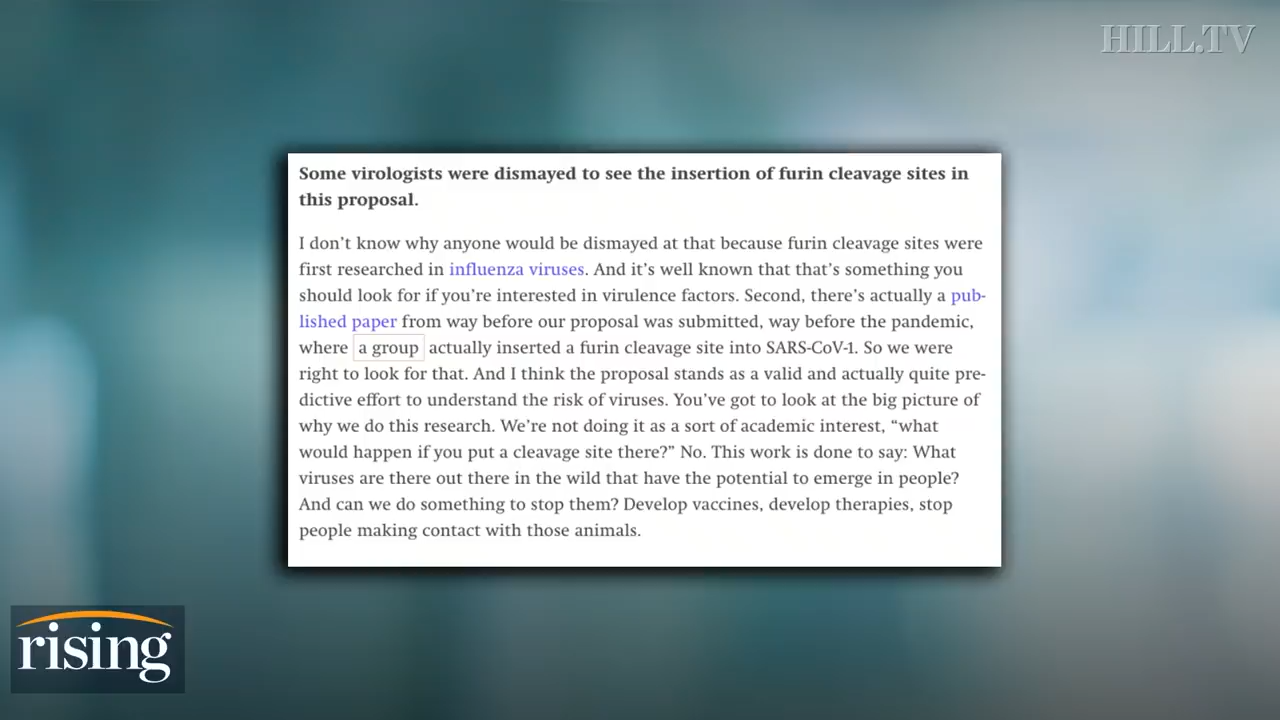 HILL.TV
Some virologists were dismayed to see the insertion of furin cleavage sites in
this proposal.
I don’t know why anyone would be dismayed at that because furin cleavage sites were
first researched in influenza viruses. And it’s well known that that’s something you
should look for if you’re interested in virulence factors. Second, there’s actually a pub-
lished paper from way before our proposal was submitted, way before the pandemic,
where a group actually inserted a furin cleavage site into SARS-CoV-1. So we were
right to look for that. And I think the proposal stands as a valid and actually quite pre-
dictive effort to understand the risk of viruses. You’ve got to look at the big picture of
why we do this research. We’re not doing it as a sort of academic interest, “what
would happen if you put a cleavage site there?” No. This work is done to say: What
viruses are there out there in the wild that have the potential to emerge in people?
And can we do something to stop them? Develop vaccines, develop therapies, stop
people making contact with those animals.
rising